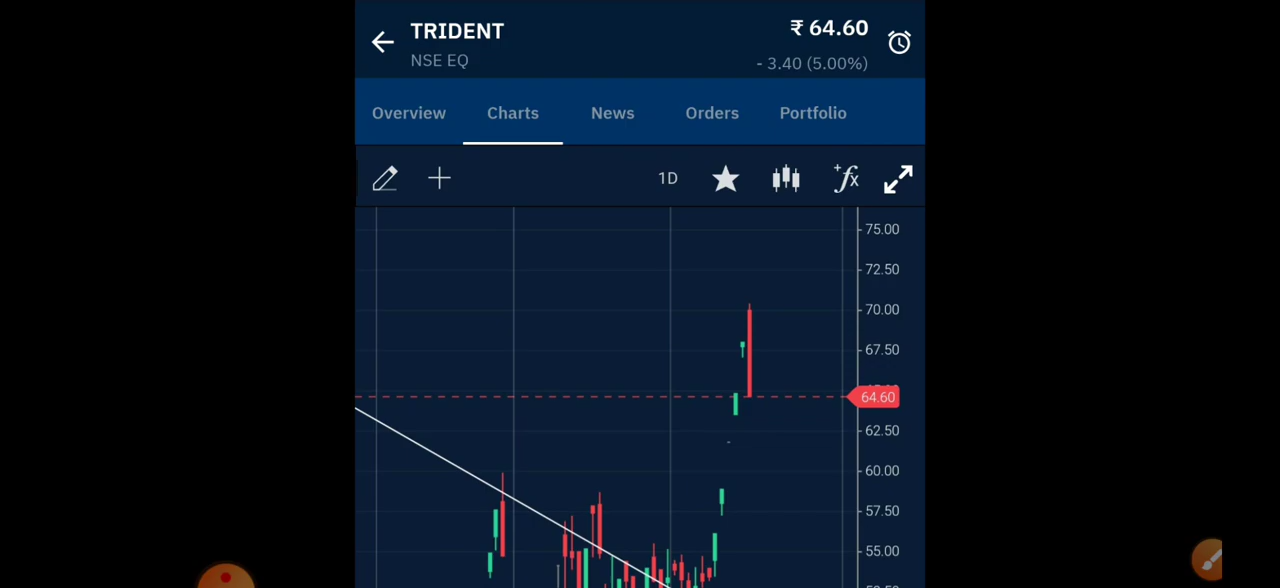 TRIDENT
₹ 64.60
NSE EQ
- 3.40 (5.00%)
Overview
Charts
News
Orders
Portfolio
1D
+fx
75.00
72.50
70.00
67.50
64.60
62.50
60.00
57.50
55.00